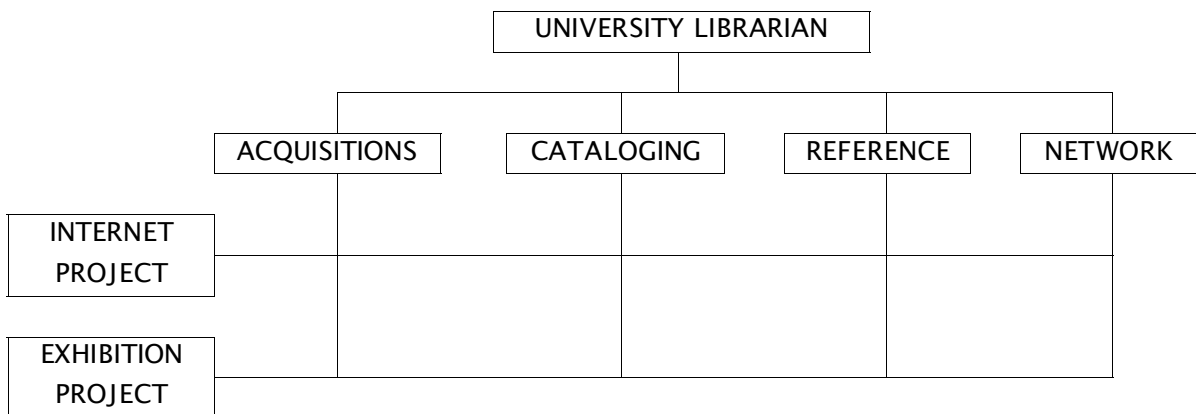 UNIVERSITY LIBRARIAN
ACQUISITIONS
CATALOGING
REFERENCE
NETWORK
INTERNET
PROJECT
EXHIBITION
PROJECT